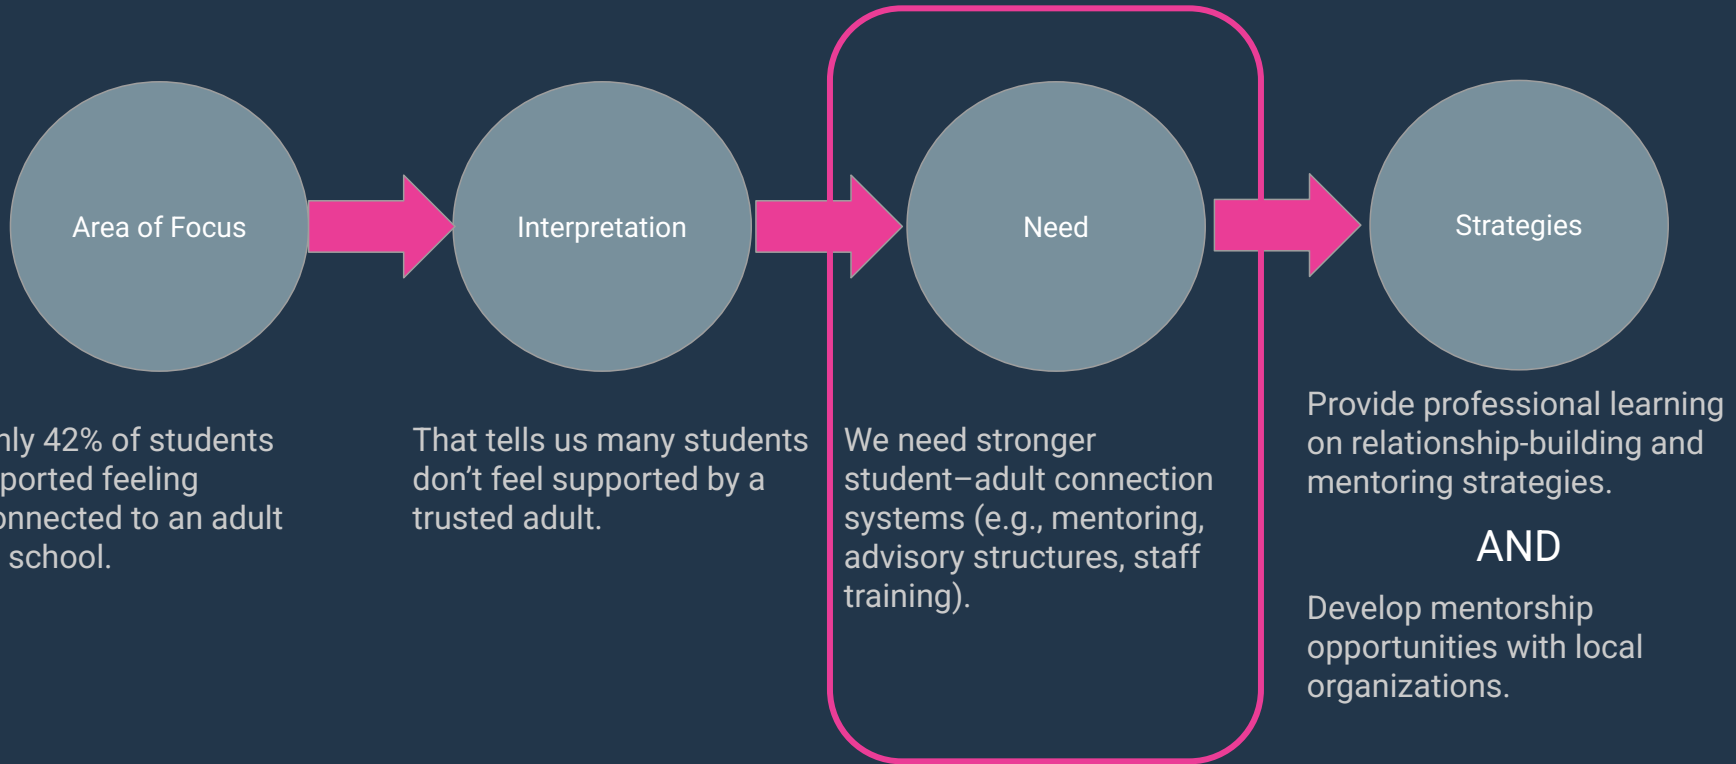 Area of Focus
Interpretation
Need
Strategies
nly 42% of students
ported feeling
onnected to an adult
school.
That tells us many students
don’t feel supported by a
trusted adult.
We need stronger
student–adult connection
systems (e.g., mentoring,
advisory structures, staff
training).
Provide professional learning
on relationship-building and
mentoring strategies.
AND
Develop mentorship
opportunities with local
organizations.